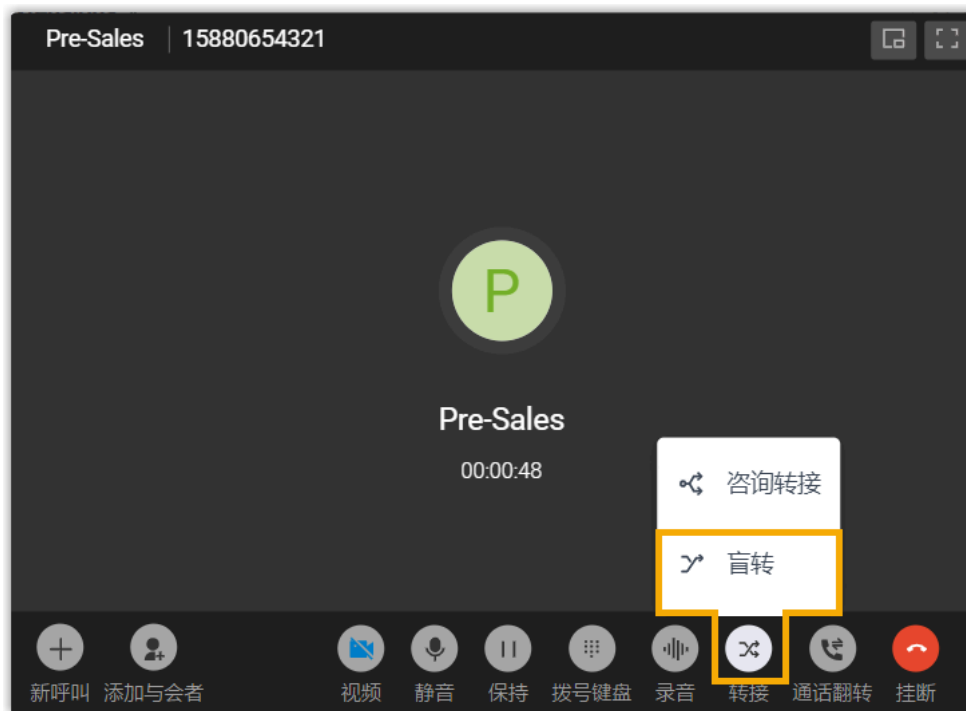 Pre-Sales 15880654321
P
Pre-Sales
00:00:48
咨询转接
盲转
新呼叫 添加与会者 视频 静音 保持 拨号键盘 录音 转接 通话翻转 挂断